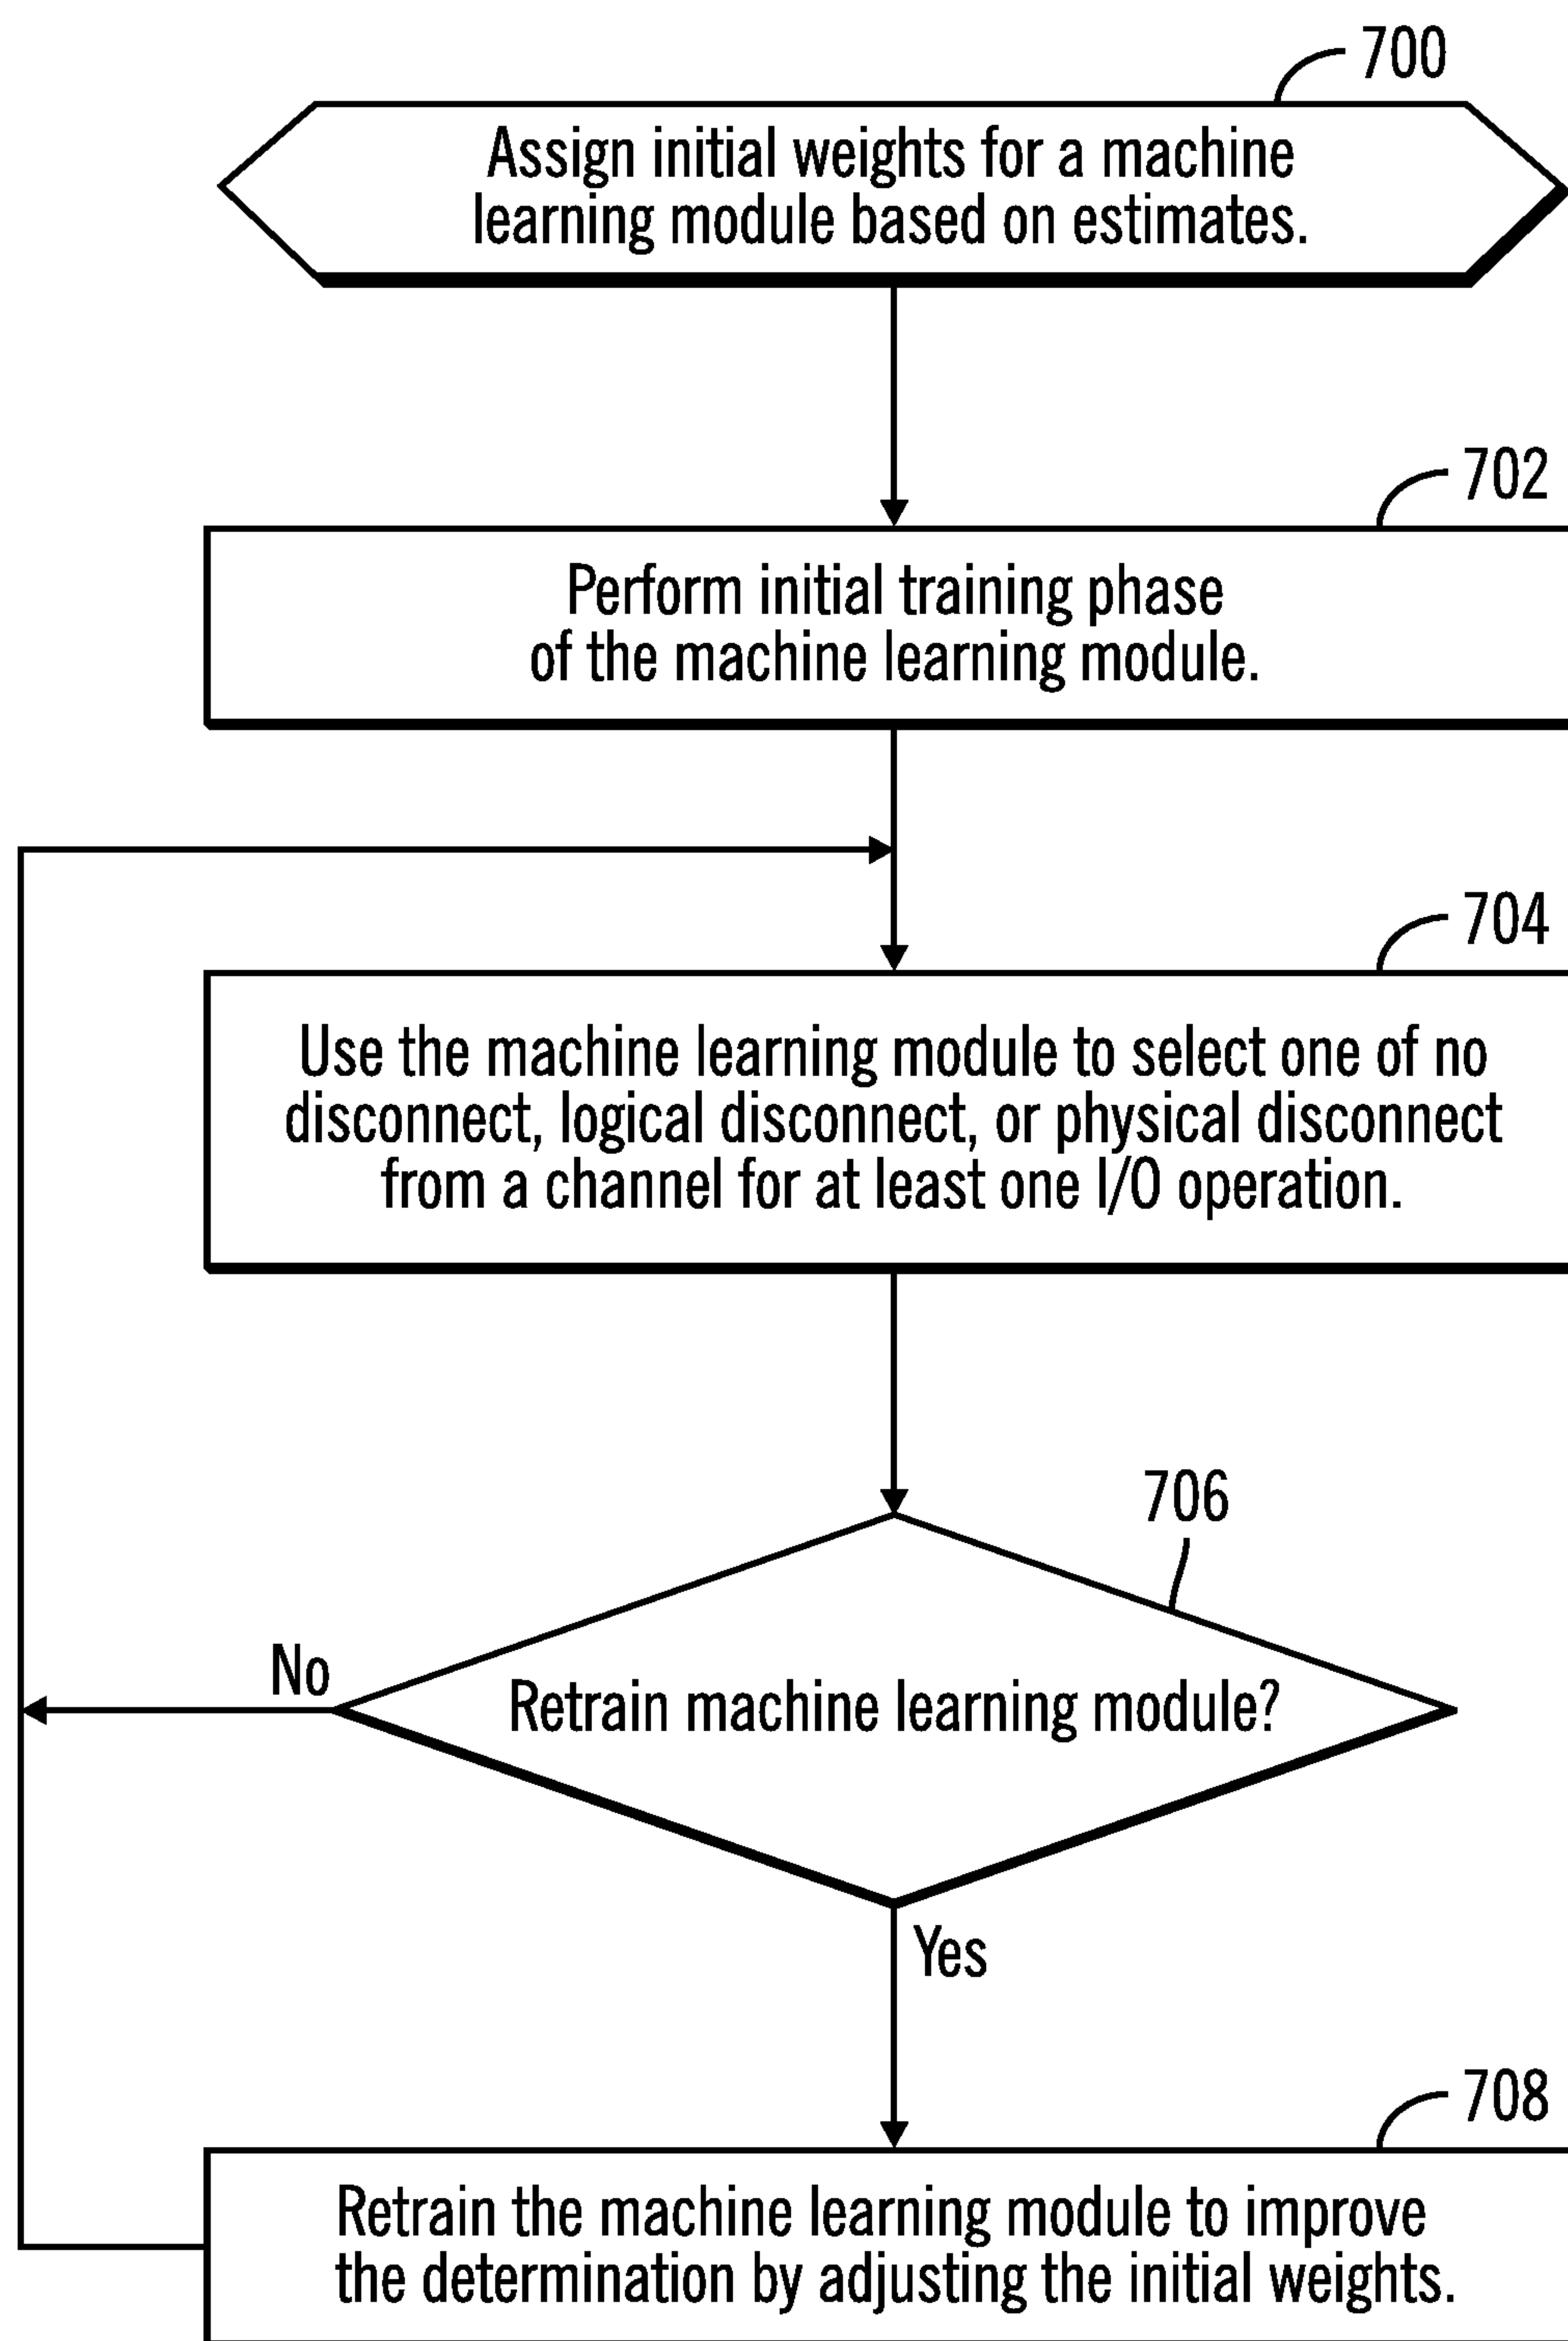 700
Assign initial weights for a machine
learning module based on estimates.
702
Perform initial training phase
of the machine learning module.
704
Use the machine learning module to select one of no
disconnect, logical disconnect, or physical disconnect
from a channel for at least one I/O operation.
706
No
Retrain machine learning module?
Yes
708
Retrain the machine learning module to improve
the determination by adjusting the initial weights.